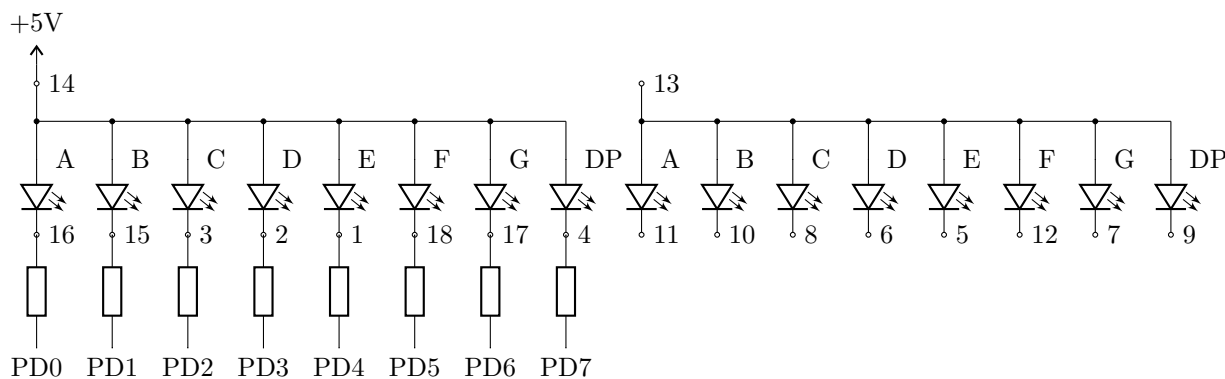 +5V
14 13
A B C D E F G DP A B C D E F G DP
16 15 3 2 1 18 17 4 11 10 8 6 5 12 7 9
PD0 PD1 PD2 PD3 PD4 PD5 PD6 PD7